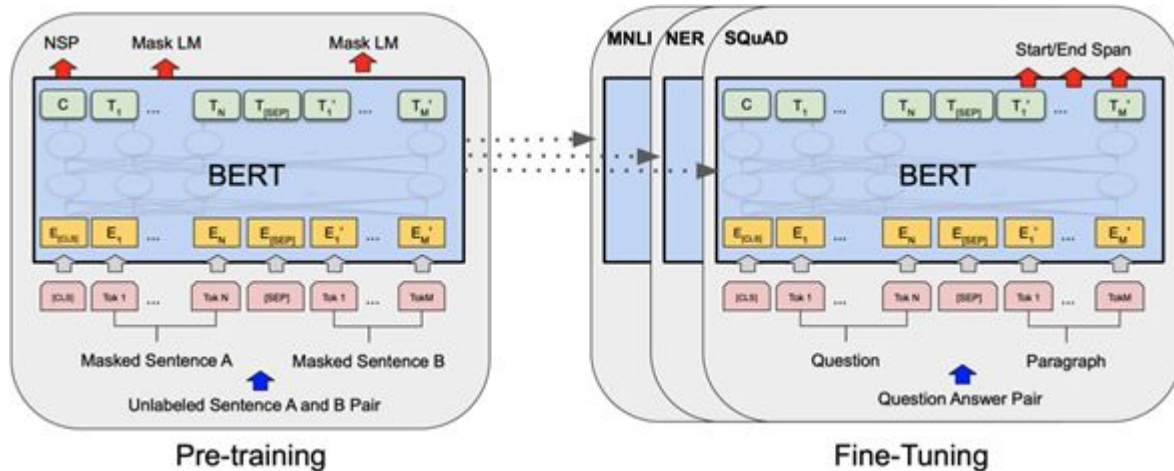 NSP Mask LM Mask LM
C T1 ... TN T[SEP] T1' ... TM'
BERT
E[CLS] E1 ... EN E[SEP] E1' ... EM'
[CLS] Tok 1 ... Tok N [SEP] Tok 1 ... TokM
Masked Sentence A Masked Sentence B
Unlabeled Sentence A and B Pair
Pre-training
MNLI NER SQuAD
Start/End Span
C T1 ... TN T[SEP] T1' ... TM'
BERT
E[CLS] E1 ... EN E[SEP] E1' ... EM'
[CLS] Tok 1 ... Tok N [SEP] Tok 1 ... TokM
Question Paragraph
Question Answer Pair
Fine-Tuning